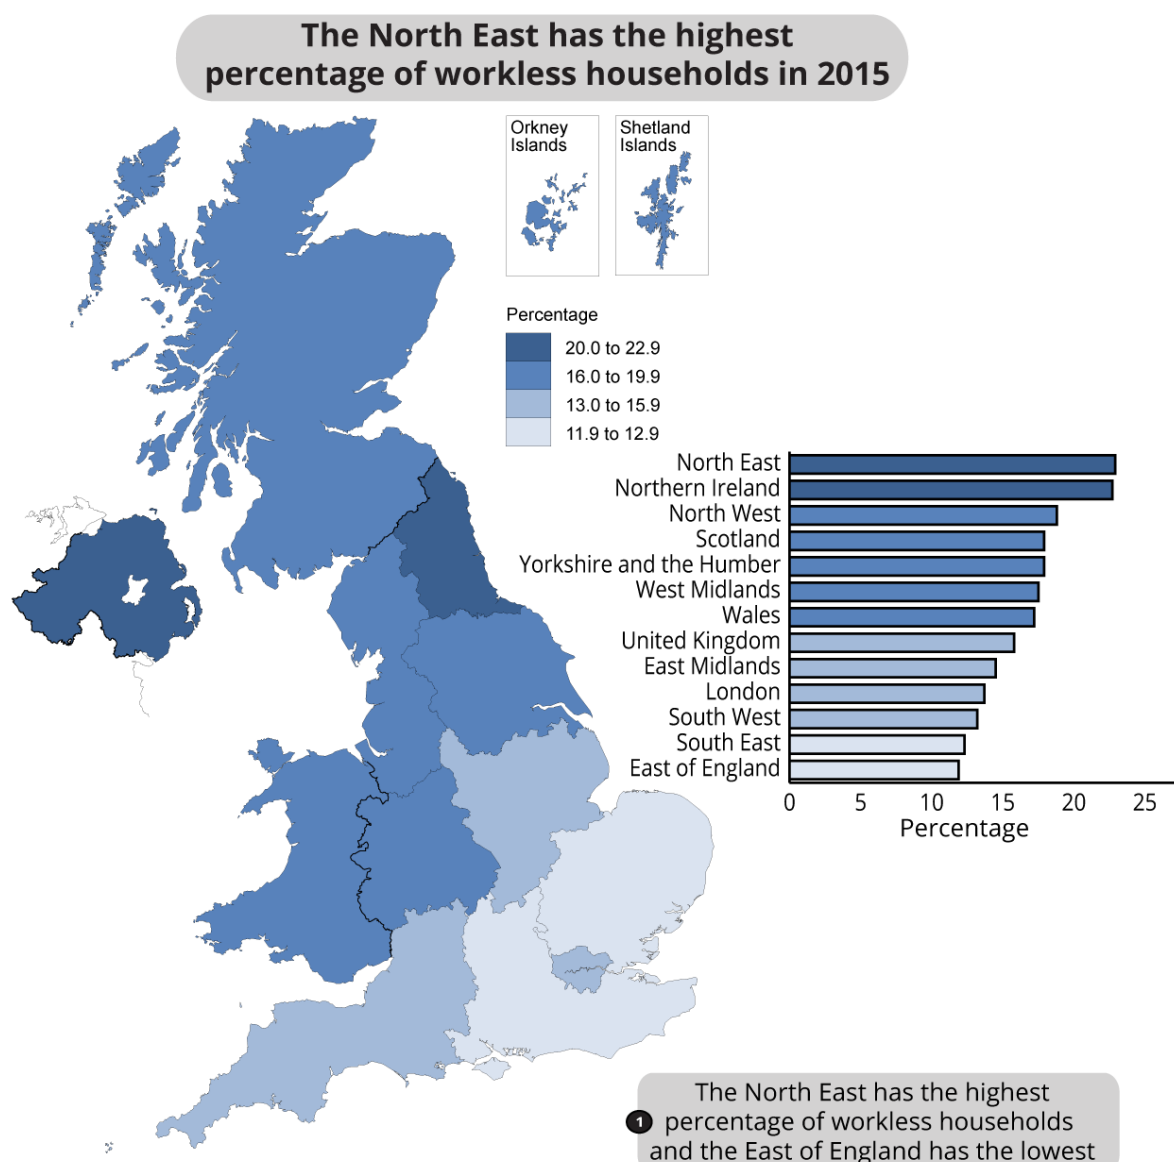 The North East has the highest
percentage of workless households in 2015
Orkney
Islands
Shetland
Islands
Percentage
20.0 to 22.9
16.0 to 19.9
13.0 to 15.9
11.9 to 12.9
North East
Northern Ireland
North West
Scotland
Yorkshire and the Humber
West Midlands
Wales
United Kingdom
East Midlands
London
South West
South East
East of England
0 5 10 15 20 25
Percentage
The North East has the highest
1 percentage of workless households
and the East of England has the lowest